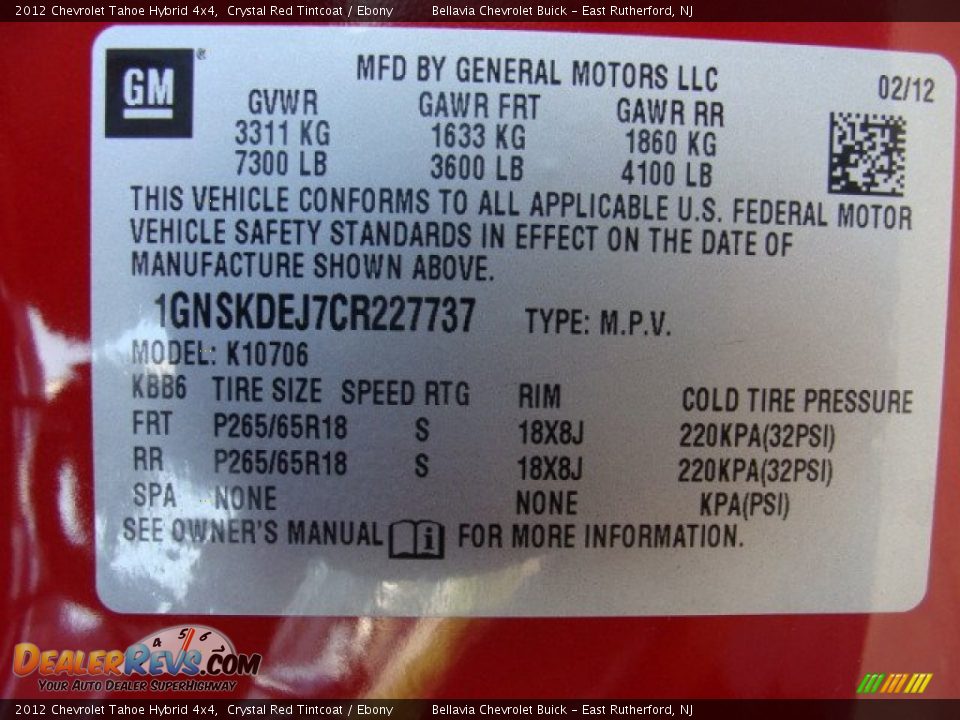 2012 Chevrolet Tahoe Hybrid 4x4, Crystal Red Tintcoat / Ebony Bellavia Chevrolet Buick - East Rutherford, NJ
GM ®
MFD BY GENERAL MOTORS LLC
02/12
GVWR GAWR FRT GAWR RR
3311 KG 1633 KG 1860 KG
7300 LB 3600 LB 4100 LB
THIS VEHICLE CONFORMS TO ALL APPLICABLE U.S. FEDERAL MOTOR
VEHICLE SAFETY STANDARDS IN EFFECT ON THE DATE OF
MANUFACTURE SHOWN ABOVE.
1GNSKDEJ7CR227737 TYPE: M.P.V.
MODEL: K10706
KBB6 TIRE SIZE SPEED RTG RIM COLD TIRE PRESSURE
FRT P265/65R18 S 18X8J 220KPA(32PSI)
RR P265/65R18 S 18X8J 220KPA(32PSI)
SPA NONE NONE KPA(PSI)
SEE OWNER'S MANUAL i FOR MORE INFORMATION.
4 5 6 7
DEALERREVS.COM
YOUR AUTO DEALER SUPERHIGHWAY
2012 Chevrolet Tahoe Hybrid 4x4, Crystal Red Tintcoat / Ebony Bellavia Chevrolet Buick - East Rutherford, NJ